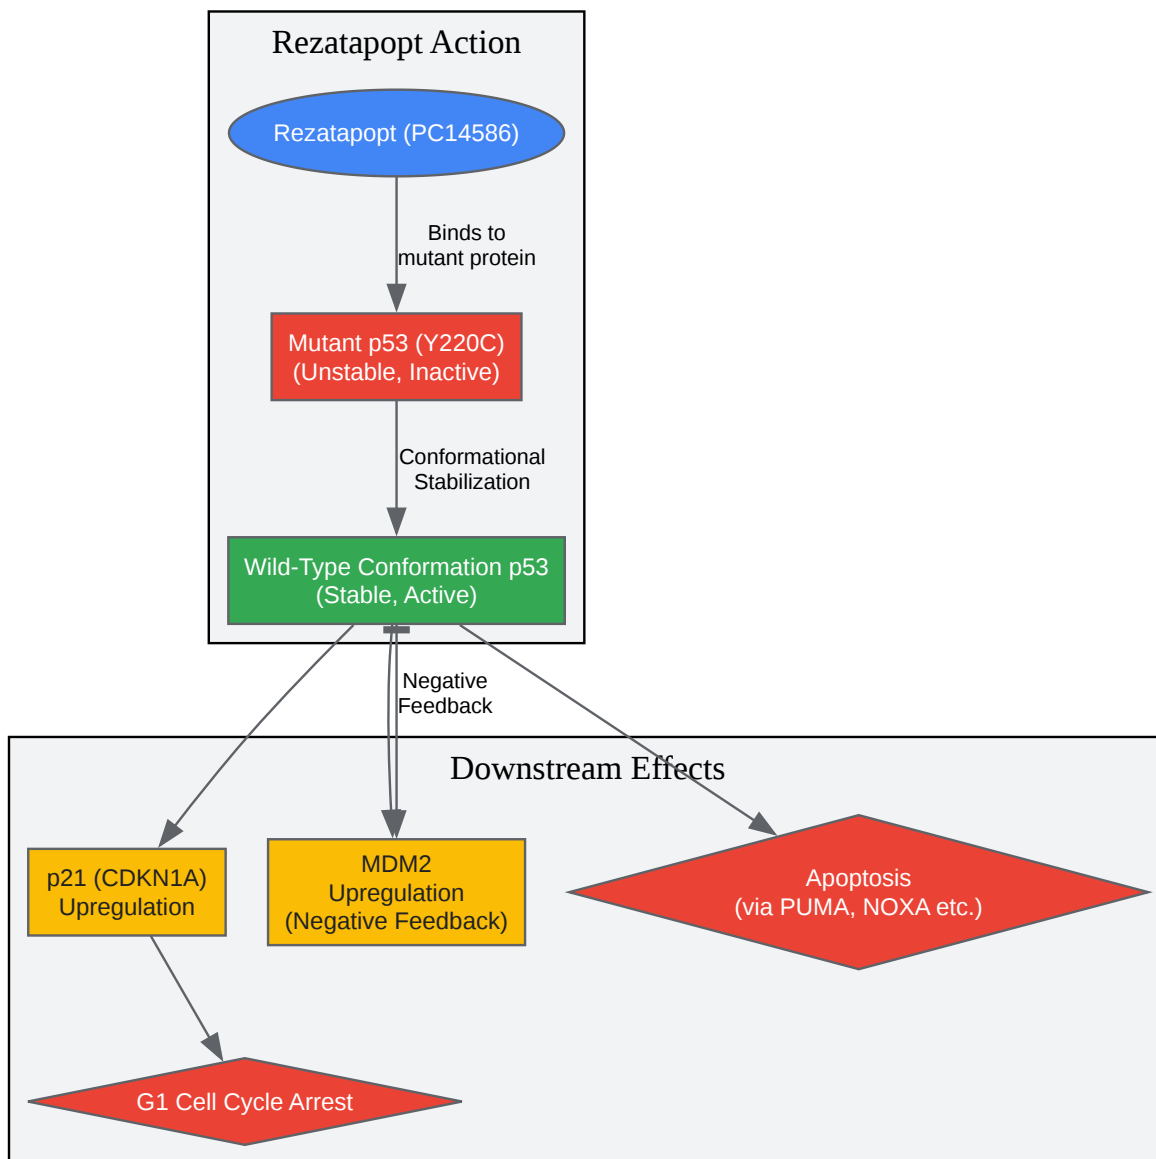 Rezatapopt Action
Rezatapopt (PC14586)
Binds to
mutant protein
Mutant p53 (Y220C)
(Unstable, Inactive)
Conformational
Stabilization
Wild-Type Conformation p53
(Stable, Active)
Negative
Feedback
Downstream Effects
p21 (CDKN1A)
Upregulation
MDM2
Upregulation
(Negative Feedback)
Apoptosis
(via PUMA, NOXA etc.)
G1 Cell Cycle Arrest